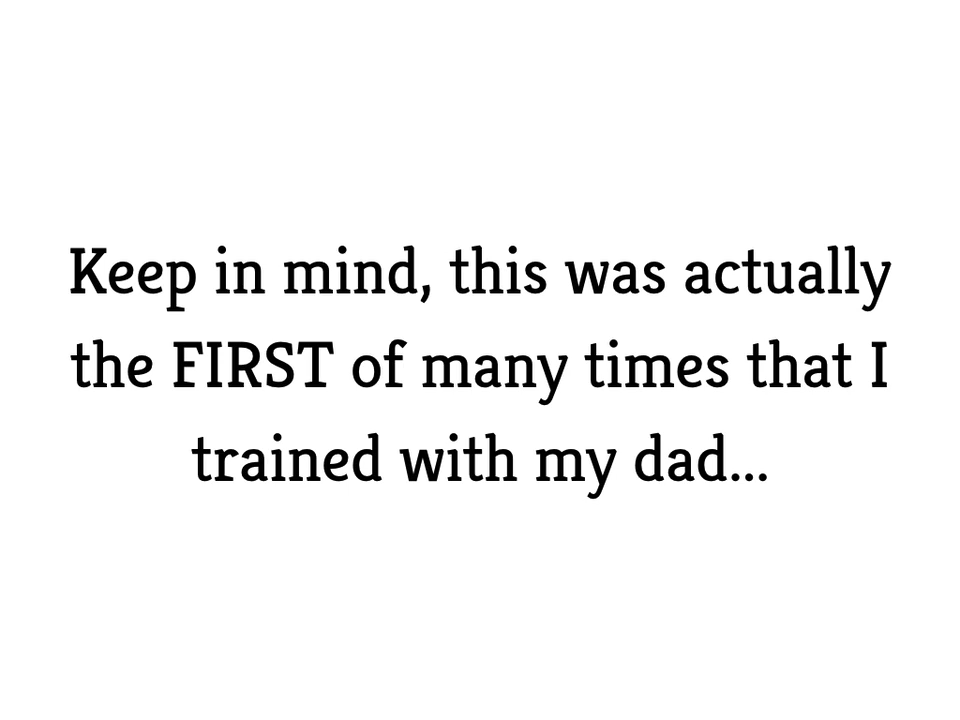 Keep in mind, this was actually
the FIRST of many times that I
trained with my dad...